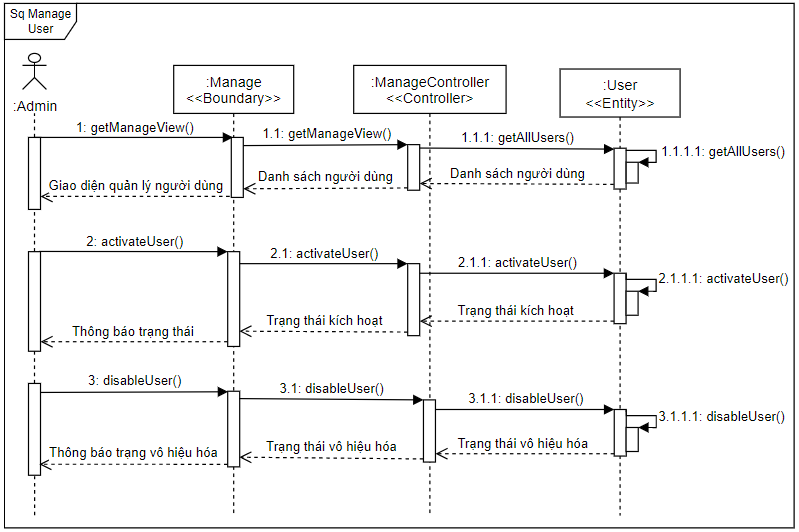 Sq Manage
User
:Admin
:Manage
<<Boundary>>
:ManageController
<<Controller>
:User
<<Entity>>
1: getManageView()
1.1: getManageView()
1.1.1: getAllUsers()
1.1.1.1: getAllUsers()
Danh sách người dùng
Danh sách người dùng
Giao diện quản lý người dùng
2: activateUser()
2.1: activateUser()
2.1.1: activateUser()
2.1.1.1: activateUser()
Trạng thái kích hoạt
Trạng thái kích hoạt
Thông báo trạng thái
3: disableUser()
3.1: disableUser()
3.1.1: disableUser()
3.1.1.1: disableUser()
Trạng thái vô hiệu hóa
Trạng thái vô hiệu hóa
Thông báo trạng vô hiệu hóa